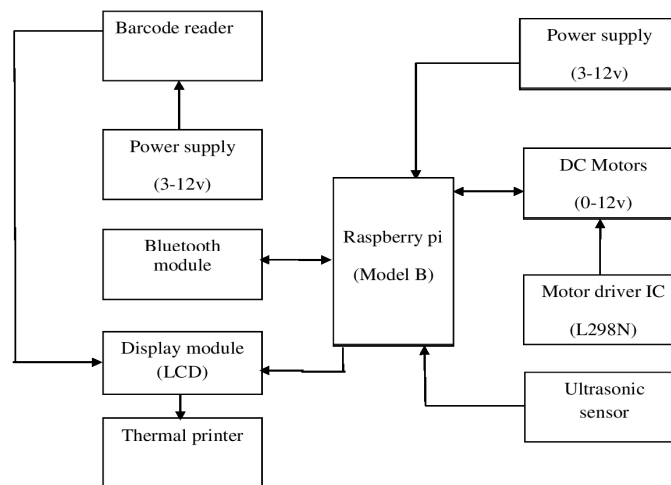 Barcode reader
Power supply
(3-12v)
Power supply
(3-12v)
DC Motors
(0-12v)
Bluetooth
module
Raspberry pi
(Model B)
Motor driver IC
(L298N)
Display module
(LCD)
Ultrasonic
sensor
Thermal printer